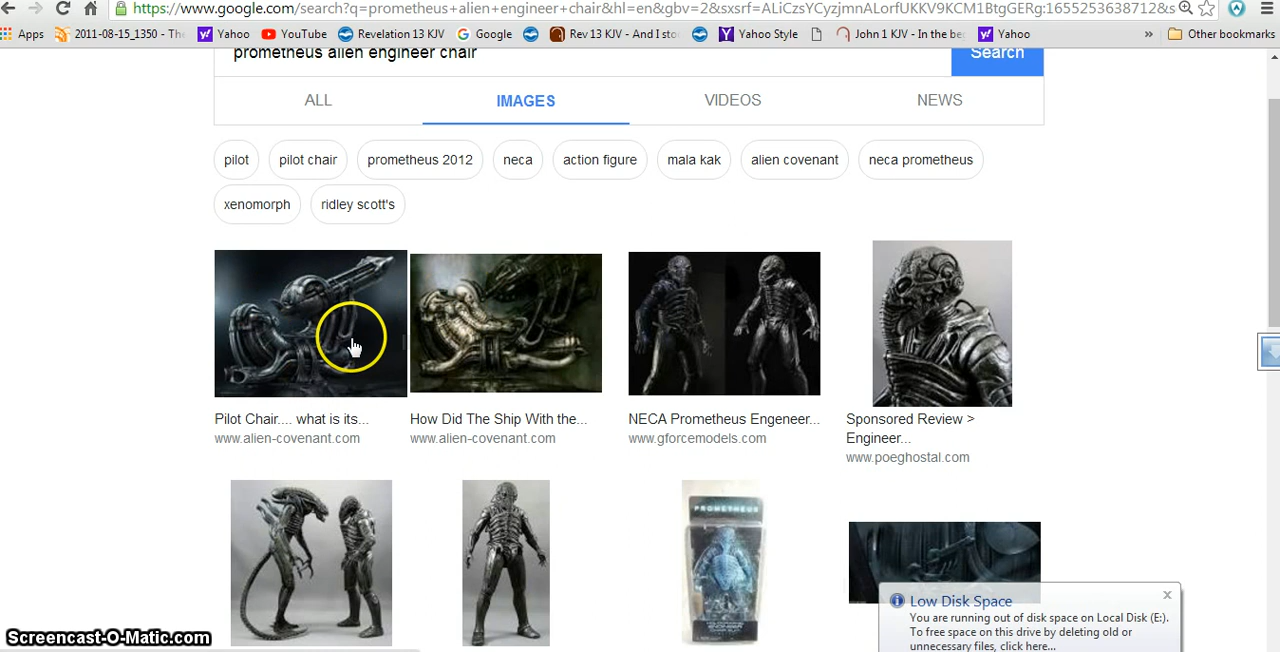 https://www.google.com/search?q=prometheus+alien+engineer+chair&hl=en&gbv=2&sxsrf=ALiCzsYCyzjmnALorfUKKV9KCM1BtgGERg:1655253638712&s
Apps 2011-08-15_1350 - The Yahoo YouTube Revelation 13 KJV Google Rev 13 KJV - And I sto Yahoo Style John 1 KJV - In the be Yahoo » Other bookmarks
prometheus alien engineer chair Search
ALL IMAGES VIDEOS NEWS
pilot pilot chair prometheus 2012 neca action figure mala kak alien covenant neca prometheus
xenomorph ridley scott's
Pilot Chair.... what is its... How Did The Ship With the... NECA Prometheus Engeneer... Sponsored Review >
Engineer...
www.alien-covenant.com www.alien-covenant.com www.gforcemodels.com
www.poeghostal.com
PROMETHEUS
Low Disk Space
You are running out of disk space on Local Disk (E:).
To free space on this drive by deleting old or
unnecessary files, click here...
Screencast-O-Matic.com